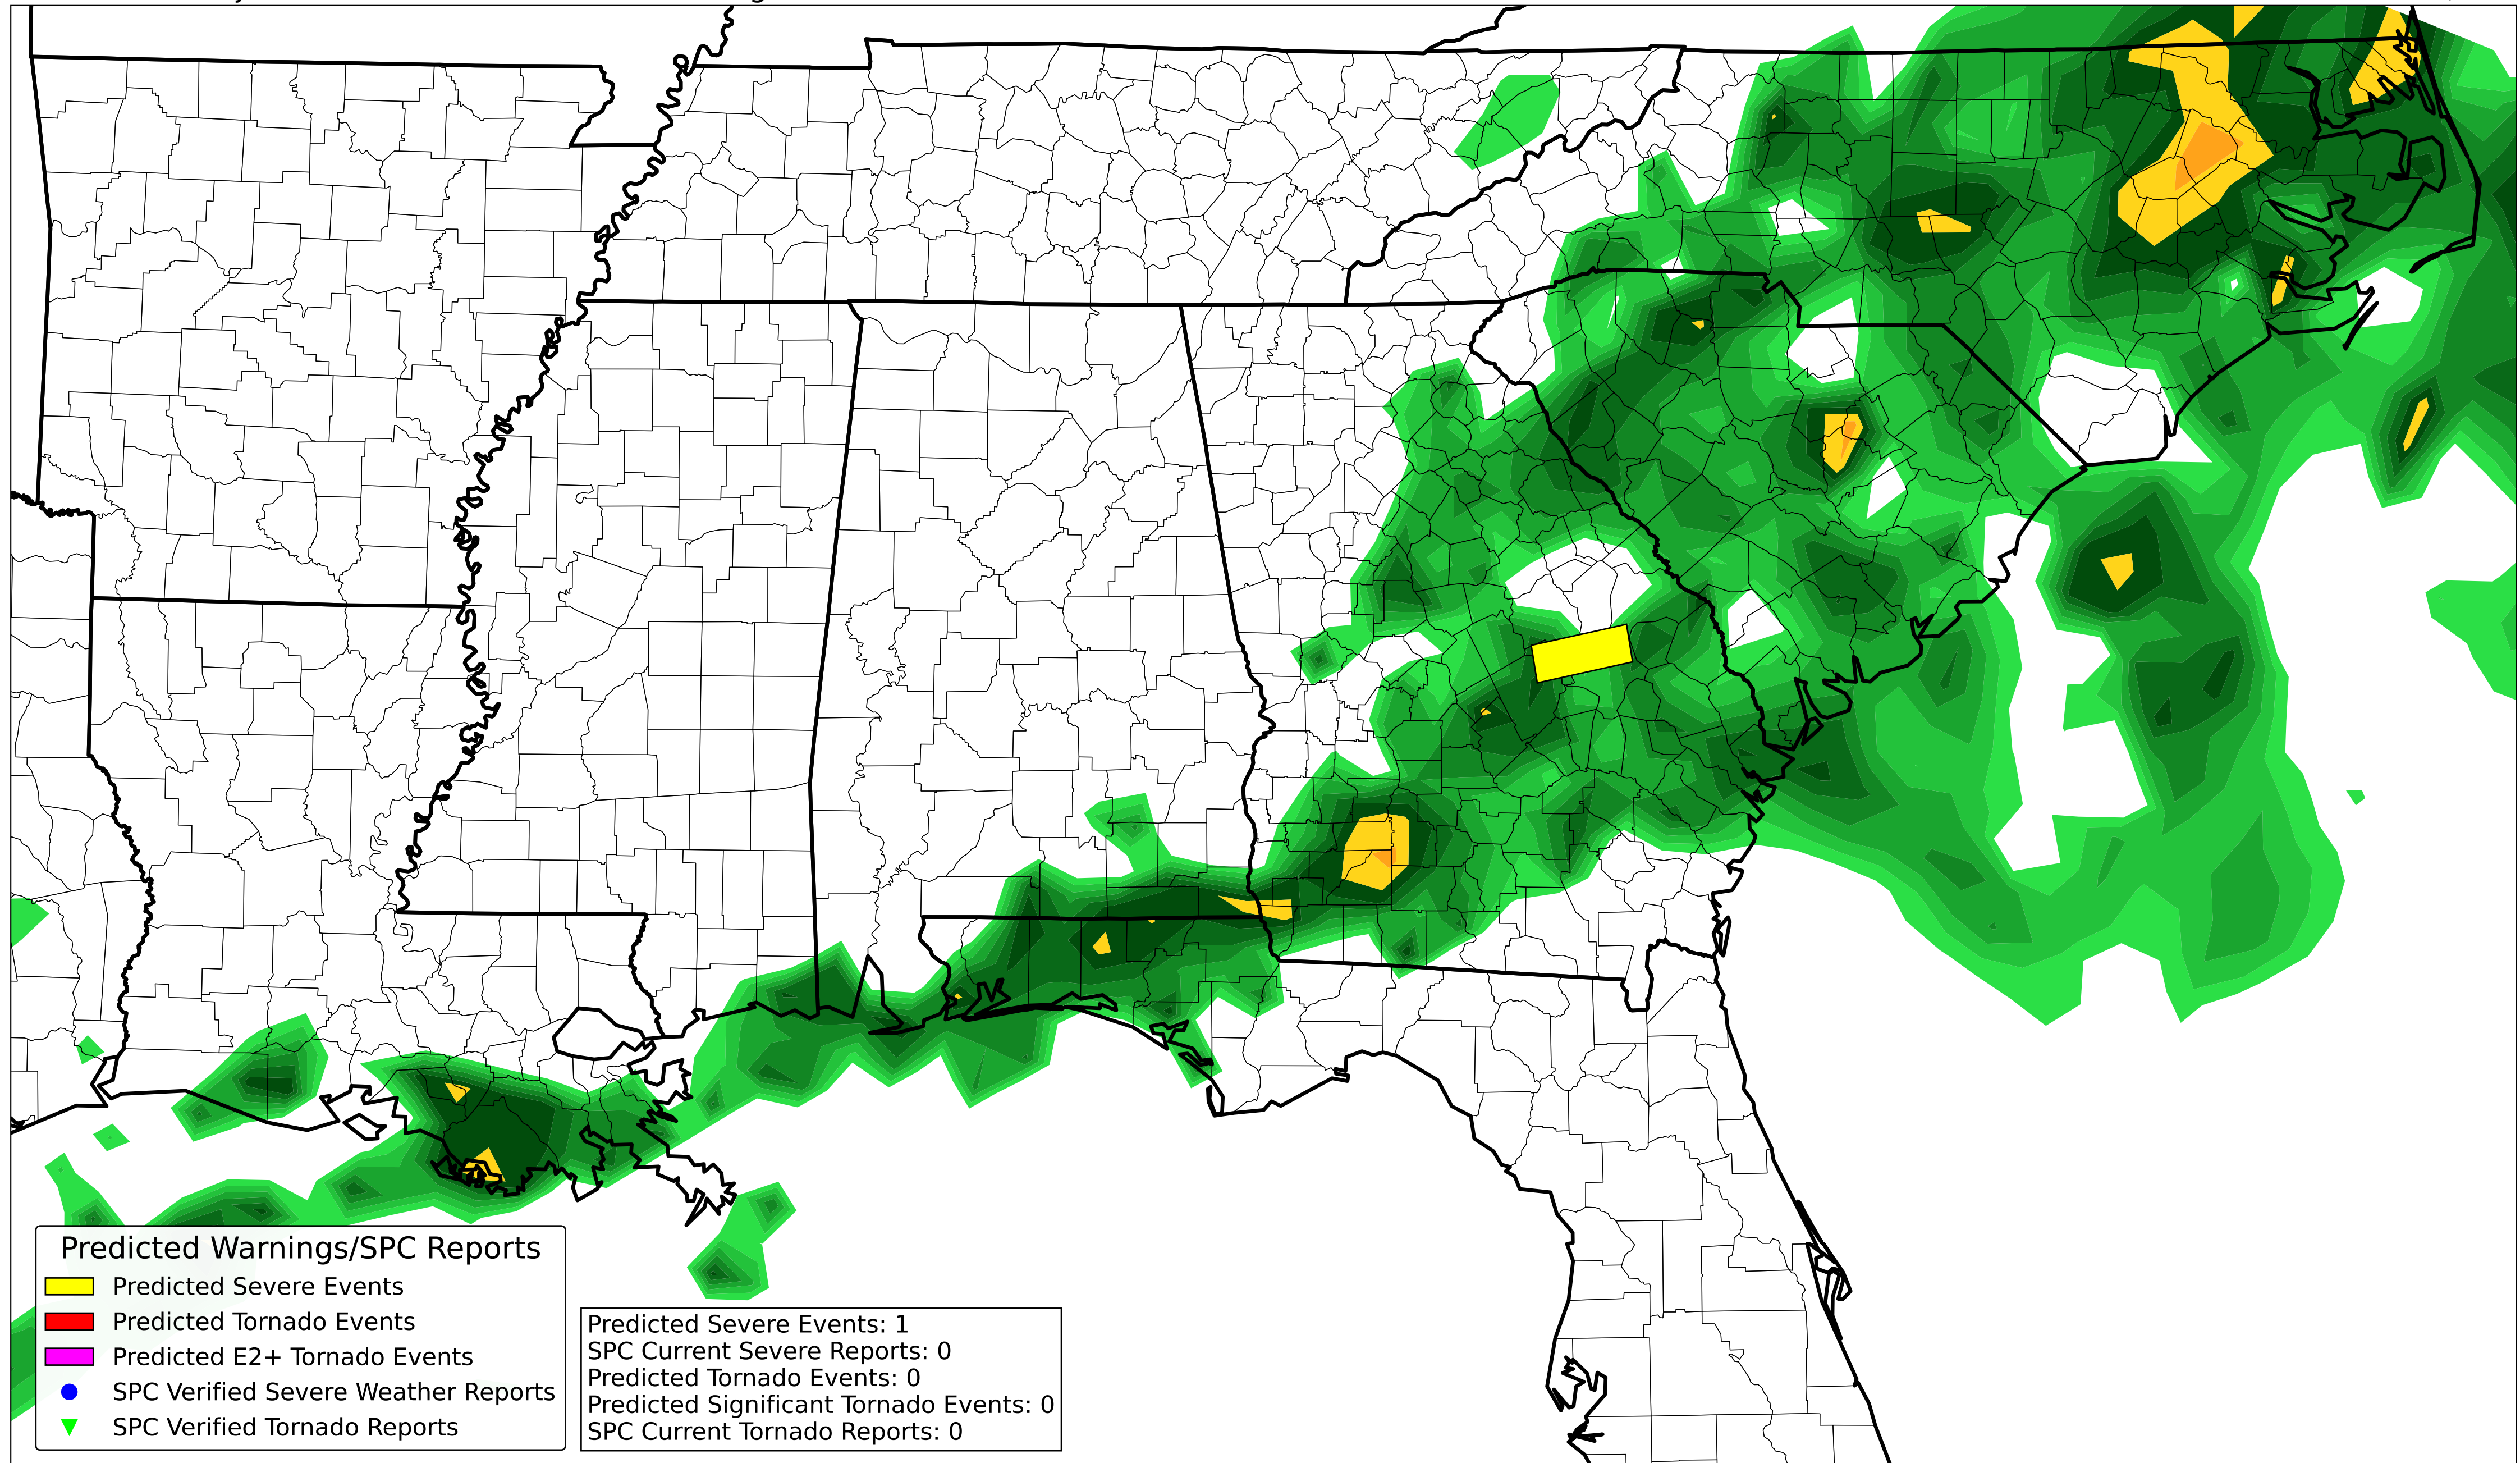 Predicted Warnings/SPC Reports
Predicted Severe Events
Predicted Tornado Events
Predicted E2+ Tornado Events
SPC Verified Severe Weather Reports
SPC Verified Tornado Reports
Predicted Severe Events: 1
SPC Current Severe Reports: 0
Predicted Tornado Events: 0
Predicted Significant Tornado Events: 0
SPC Current Tornado Reports: 0